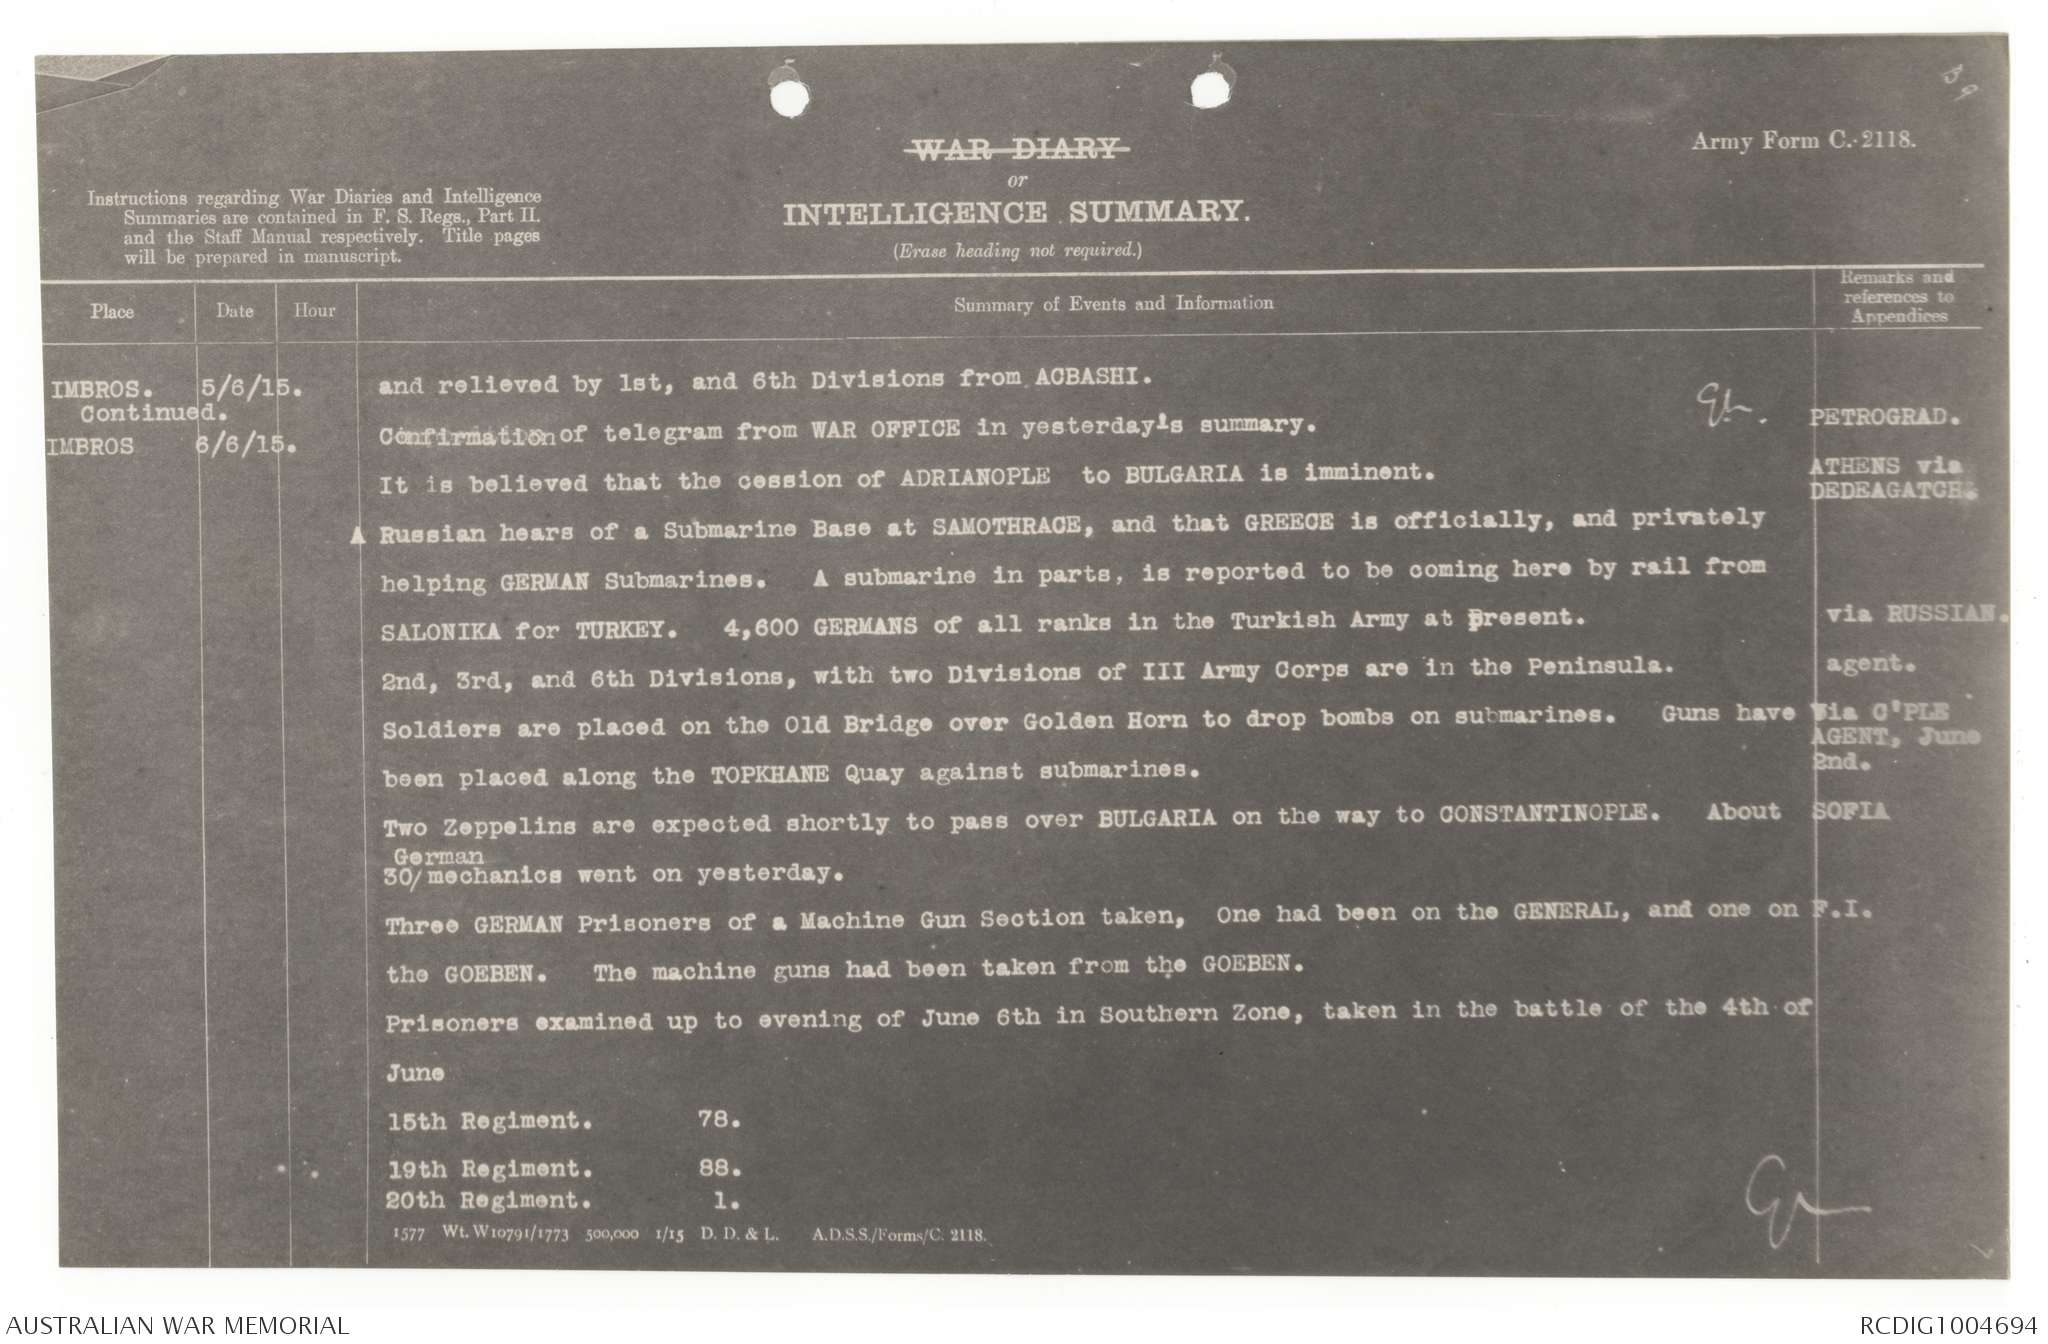 39
Army Form C. 2118.
WAR DIARY
or
INTELLIGENCE SUMMARY.
(Erase heading not required.)
Instructions regarding War Diaries and Intelligence
Summaries are contained in F. S. Regs., Part II.
and the Staff Manual respectively. Title pages
will be prepared in manuscript.
Place Date Hour Summary of Events and Information Remarks and
references to
Appendices
IMBROS. 5/6/15. and relieved by 1st, and 6th Divisions from ACBASHI.
Continued.
IMBROS 6/6/15. Confirmation of telegram from WAR OFFICE in yesterday's summary. PETROGRAD.
It is believed that the cession of ADRIANOPLE to BULGARIA is imminent. ATHENS via
DEDEAGATCH.
A Russian hears of a Submarine Base at SAMOTHRACE, and that GREECE is officially, and privately
helping GERMAN Submarines. A submarine in parts, is reported to be coming here by rail from
SALONIKA for TURKEY. 4,600 GERMANS of all ranks in the Turkish Army at Present. via RUSSIAN.
2nd, 3rd, and 6th Divisions, with two Divisions of III Army Corps are in the Peninsula. agent.
Soldiers are placed on the Old Bridge over Golden Horn to drop bombs on submarines. Guns have via C'PLE
AGENT, June
been placed along the TOPKHANE Quay against submarines. 2nd.
Two Zeppelins are expected shortly to pass over BULGARIA on the way to CONSTANTINOPLE. About SOFIA
German
30/mechanics went on yesterday.
Three GERMAN Prisoners of a Machine Gun Section taken, One had been on the GENERAL, and one on F.I.
the GOEBEN. The machine guns had been taken from the GOEBEN.
Prisoners examined up to evening of June 6th in Southern Zone, taken in the battle of the 4th of
June
15th Regiment. 78.
19th Regiment. 88.
20th Regiment. 1.
1577 Wt. W10791/1773 500,000 1/15 D. D. & L. A.D.S.S./Forms/C. 2118.
AUSTRALIAN WAR MEMORIAL RCDIG1004694